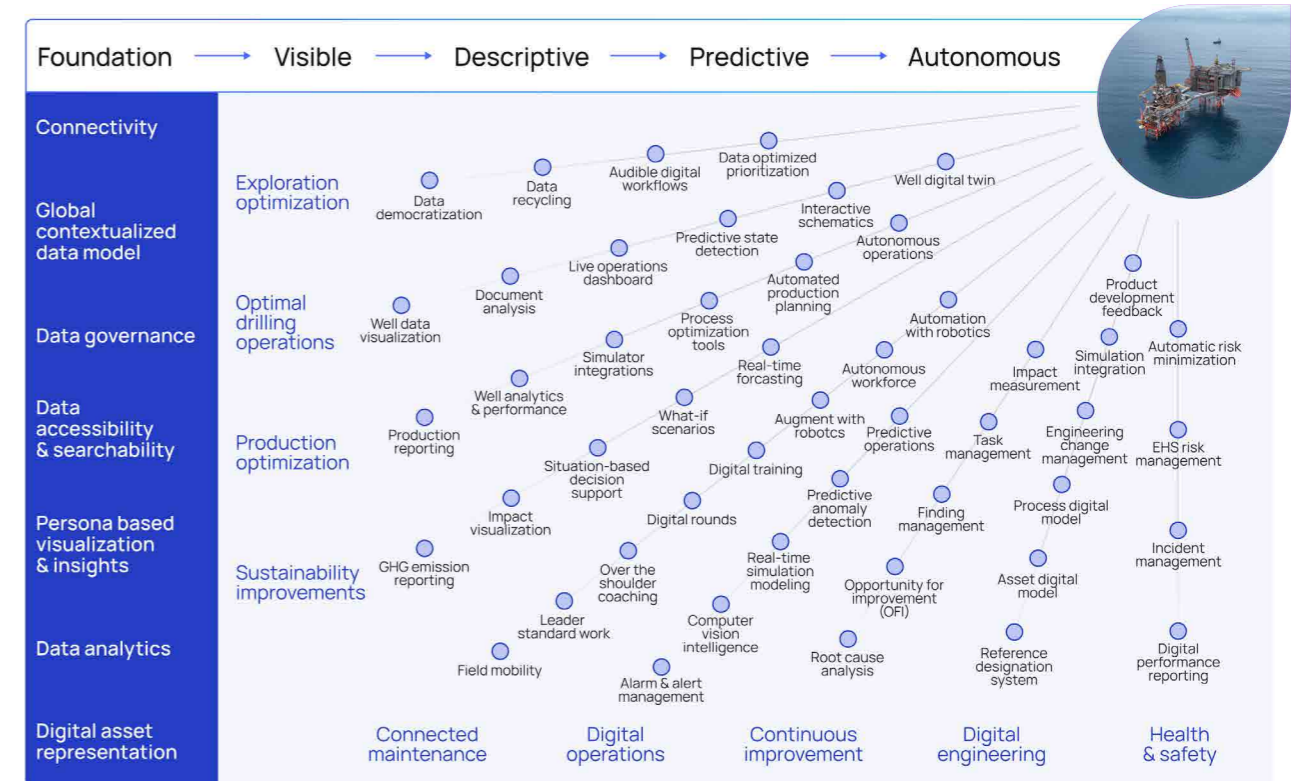 Foundation
Visible
Descriptive
Predictive
Autonomous
Connectivity
Global
contextualized
data model
Data governance
Data
accessibility
& searchability
Persona based
visualization
& insights
Data analytics
Digital asset
representation
Exploration
optimization
Data
democratization
Data
recycling
Audible digital
workflows
Data optimized
prioritization
Optimal
drilling
operations
Well data
visualization
Document
analysis
Live operations
dashboard
Predictive state
detection
Interactive
schematics
Well digital twin
Production
optimization
Production
reporting
Well analytics
& performance
Simulator
integrations
Process
optimization
tools
Automated
production
planning
Autonomous
operations
Sustainability
improvements
GHG emission
reporting
Impact
visualization
Situation-based
decision
support
What-if
scenarios
Real-time
forcasting
Connected
maintenance
Field mobility
Leader
standard work
Over the
shoulder
coaching
Digital rounds
Digital training
Augment with
robotcs
Autonomous
workforce
Automation
with robotics
Digital
operations
Alarm & alert
management
Computer
vision
intelligence
Real-time
simulation
modeling
Predictive
anomaly
detection
Predictive
operations
Continuous
improvement
Root cause
analysis
Opportunity for
improvement
(OFI)
Finding
management
Task
management
Impact
measurement
Digital
engineering
Reference
designation
system
Asset digital
model
Process digital
model
Engineering
change
management
Simulation
integration
Product
development
feedback
Health
& safety
Digital
performance
reporting
Incident
management
EHS risk
management
Automatic risk
minimization